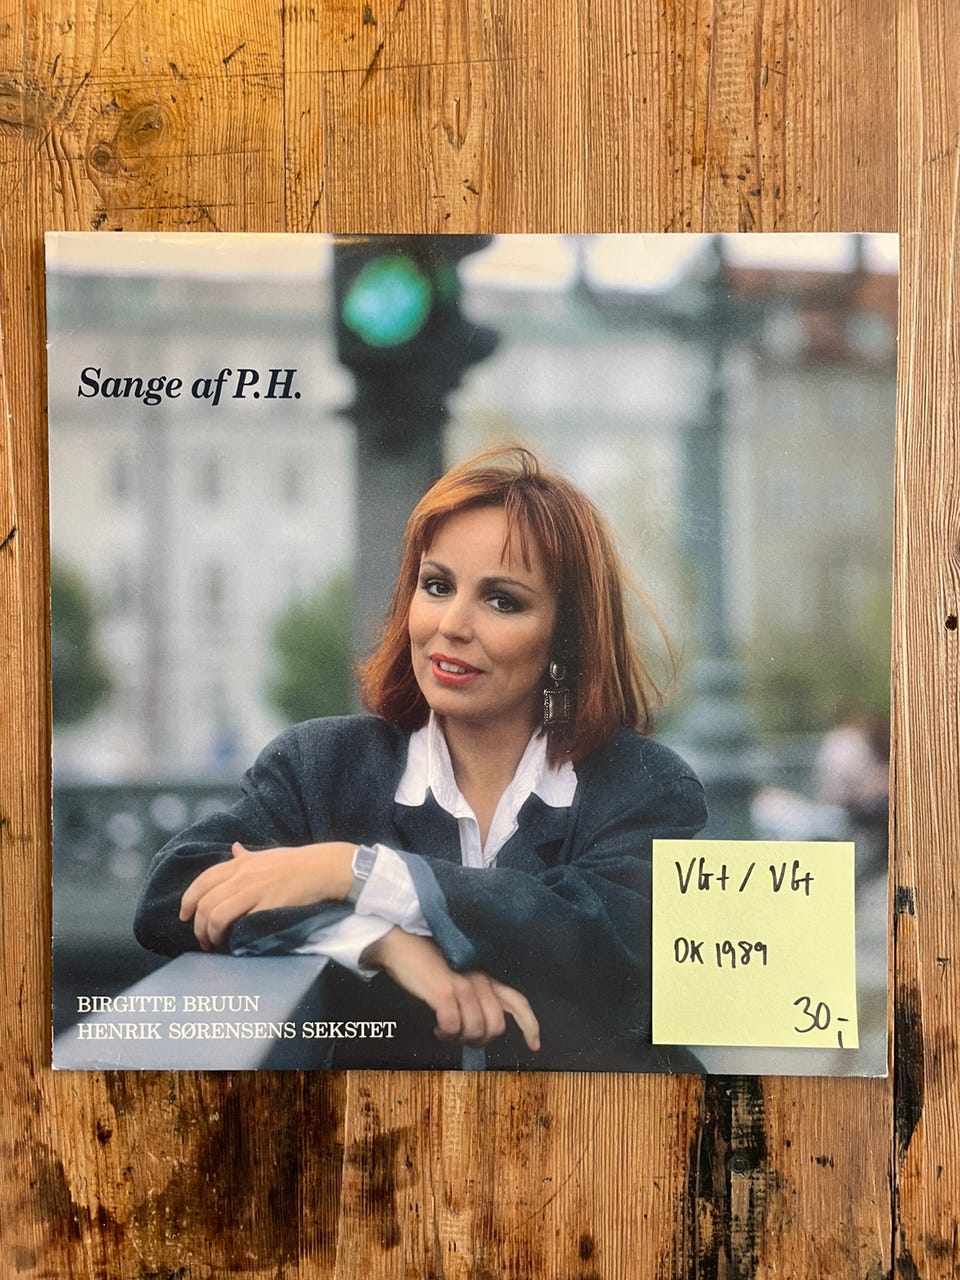 Sange af P.H.
VG+ / VG+
DK 1989
30,-
BIRGITTE BRUUN
HENRIK SØRENSENS SEKSTET